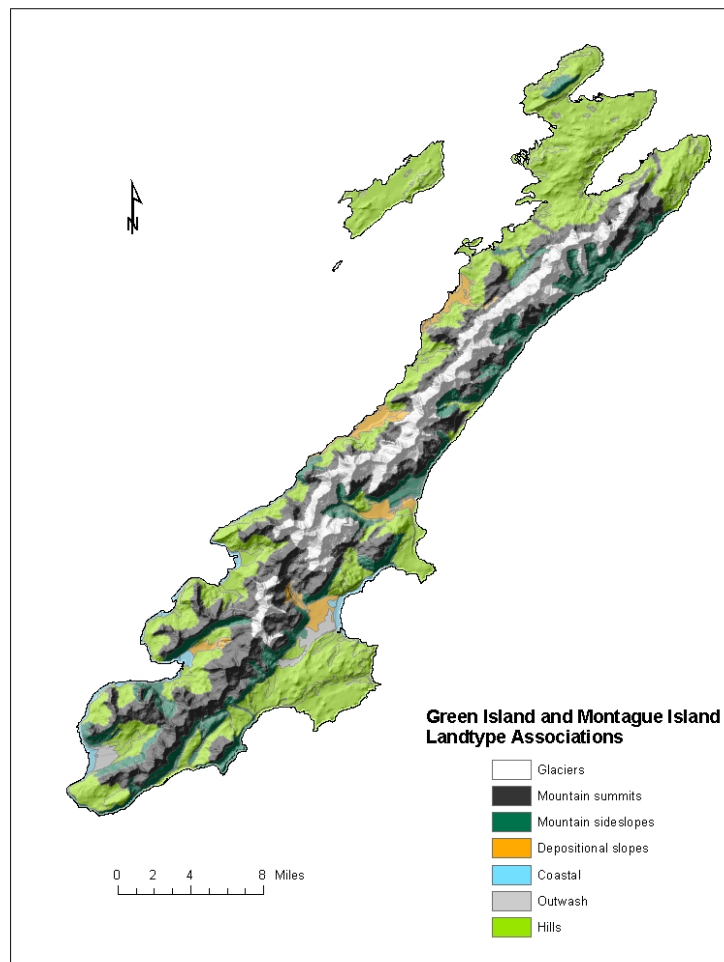 N
Green Island and Montague Island
Landtype Associations
Glaciers
Mountain summits
Mountain sideslopes
Depositional slopes
Coastal
Outwash
Hills
0 2 4 8 Miles